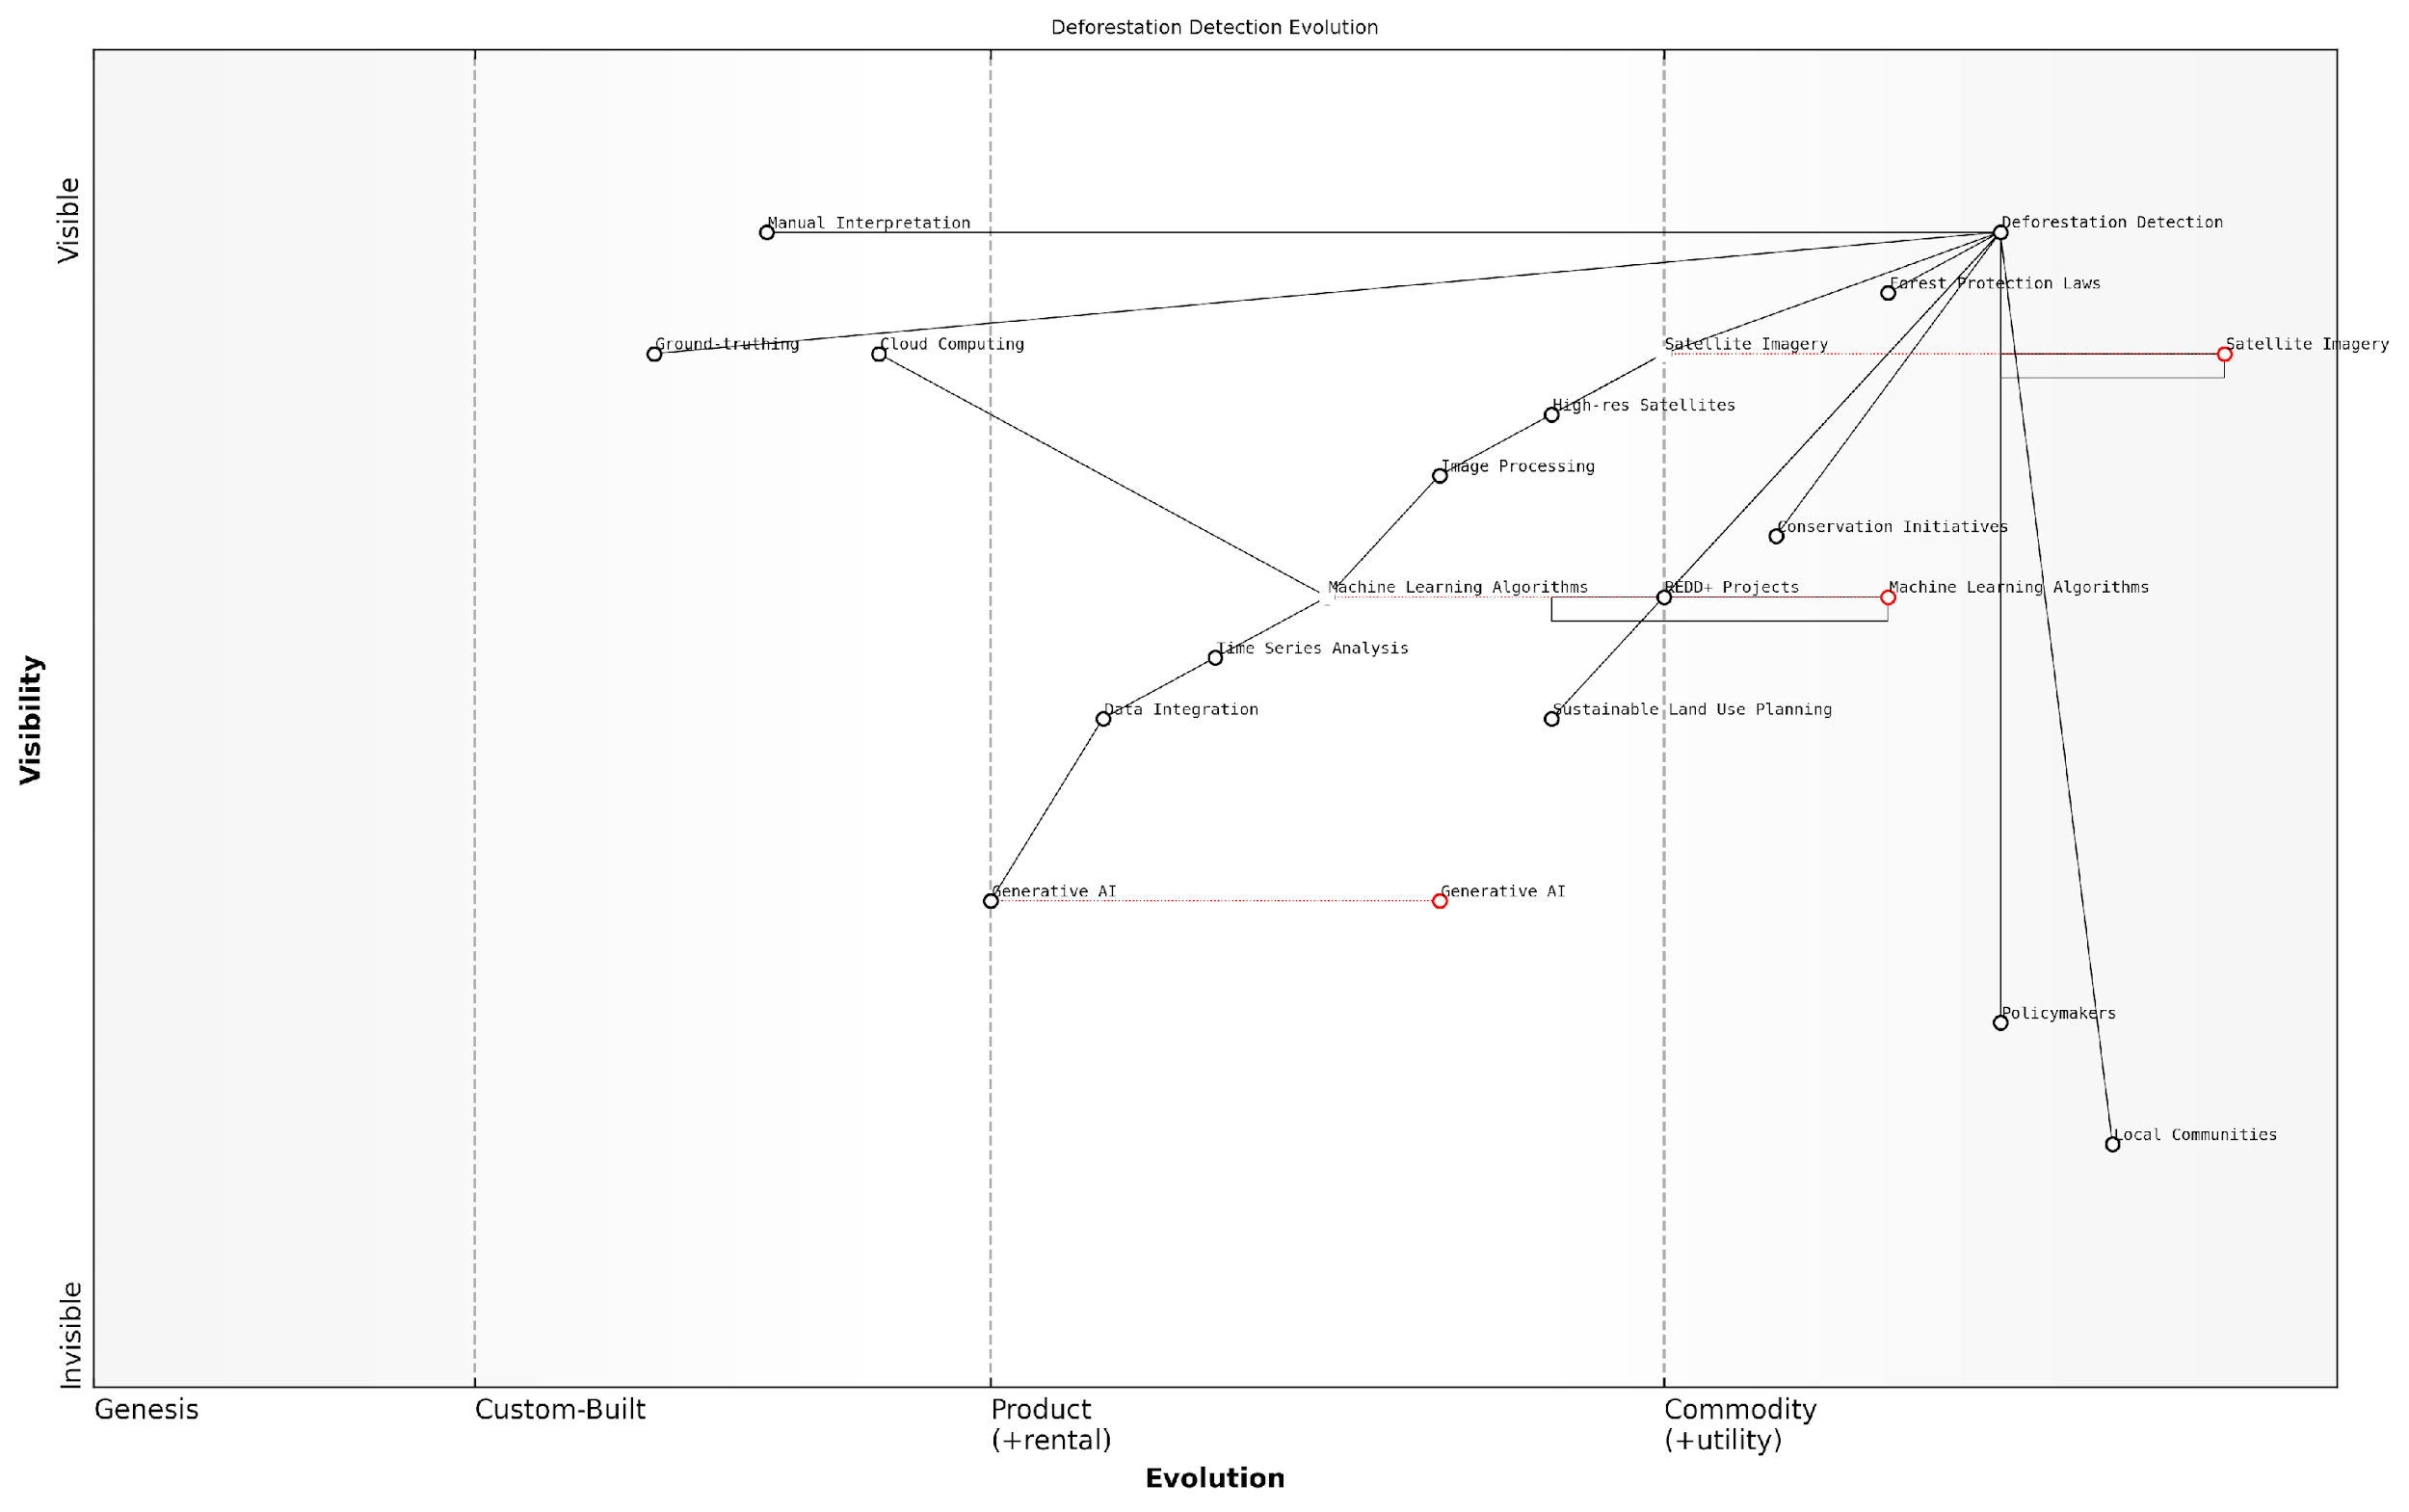 Deforestation Detection Evolution
Visible
Manual Interpretation
Deforestation Detection
Forest Protection Laws
Ground-truthing
Cloud Computing
Satellite Imagery
Satellite Imagery
High-res Satellites
Image Processing
Conservation Initiatives
Machine Learning Algorithms
REDD+ Projects
Machine Learning Algorithms
Time Series Analysis
Data Integration
Sustainable Land Use Planning
Visibility
Generative AI
Generative AI
Policymakers
Local Communities
Invisible
Genesis
Custom-Built
Product
(+rental)
Commodity
(+utility)
Evolution